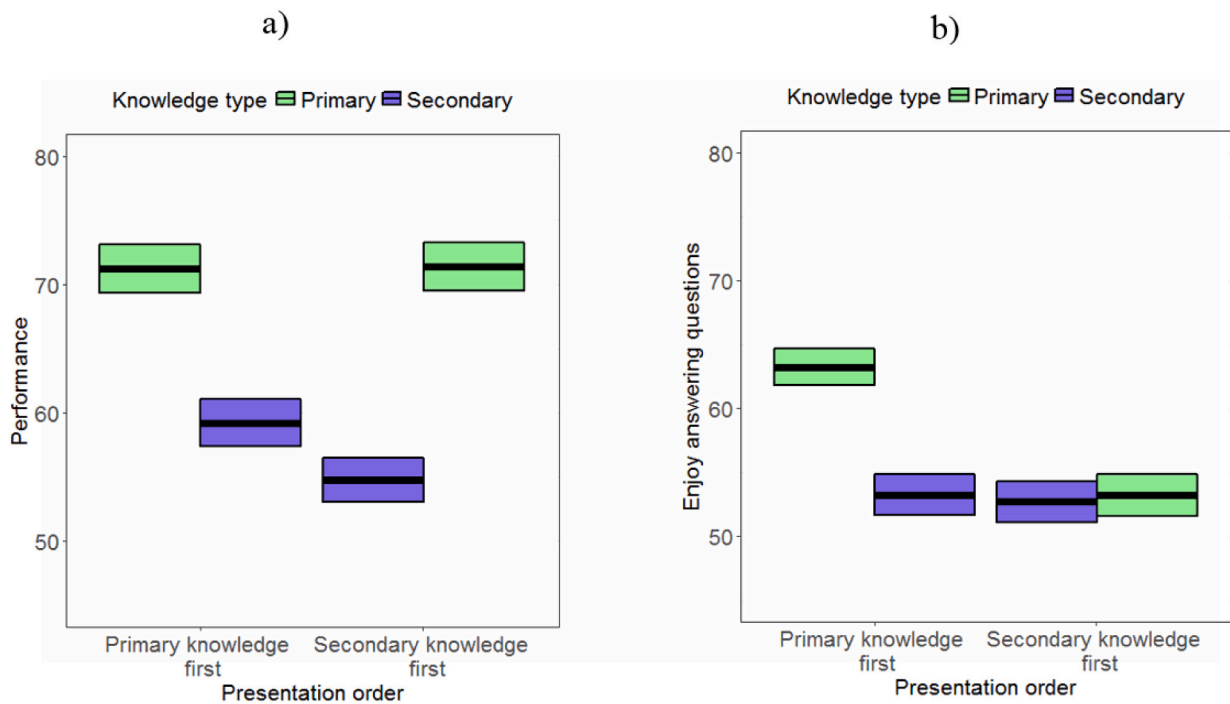 a)
Knowledge type Primary Secondary
80
70
60
50
Performance
Primary knowledge
first
Secondary knowledge
first
Presentation order
b)
Knowledge type Primary Secondary
80
70
60
50
Enjoy answering questions
Primary knowledge
first
Secondary knowledge
first
Presentation order